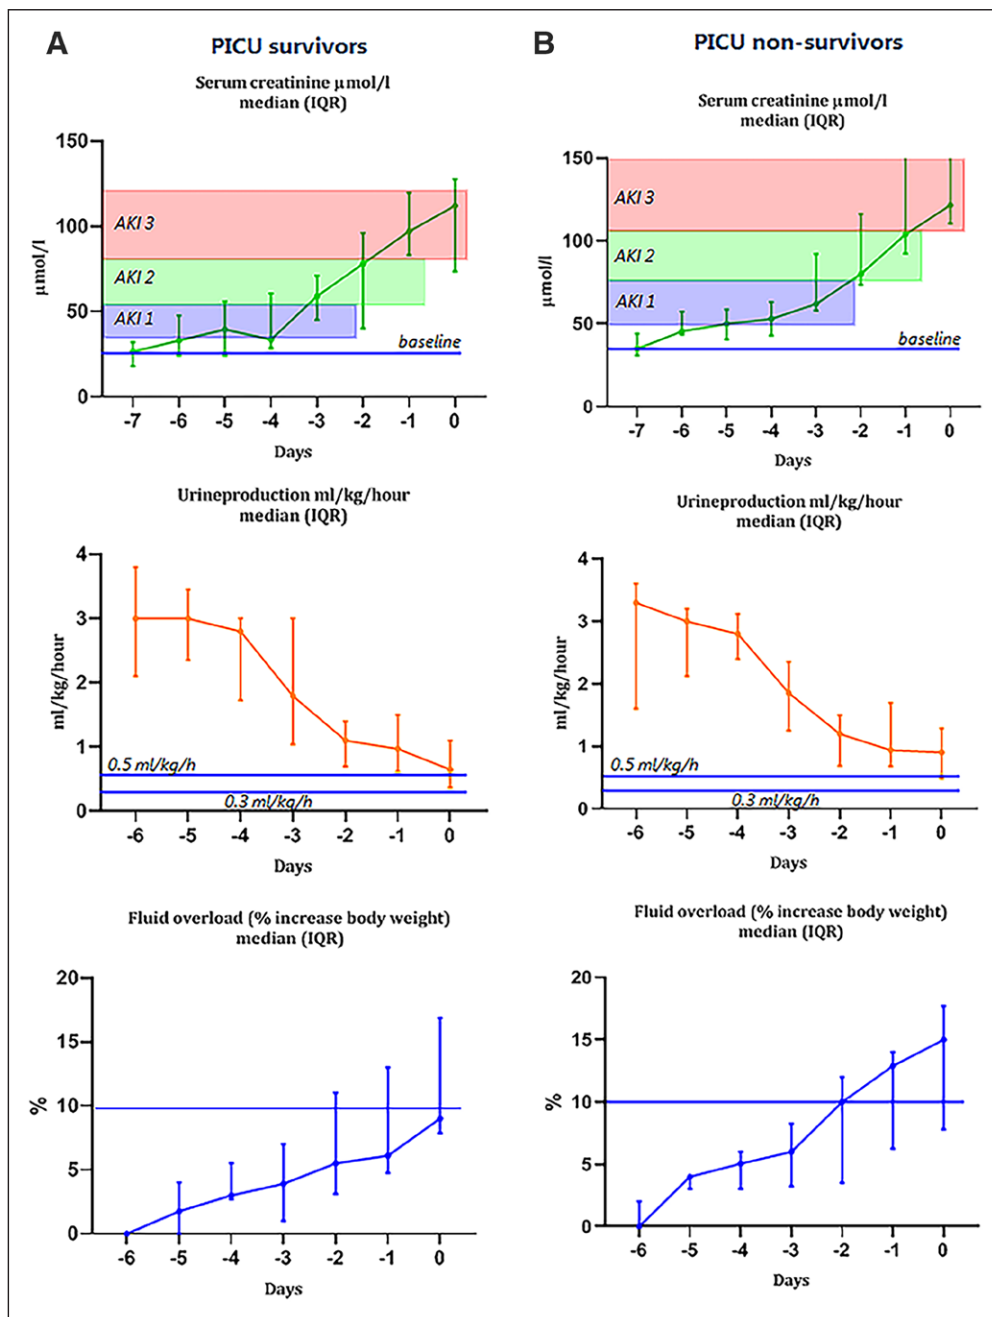 A
PICU survivors
Serum creatinine µmol/l
median (IQR)
150
100
50
0
µmol/l
AKI 3
AKI 2
AKI 1
baseline
-7 -6 -5 -4 -3 -2 -1 0
Days
Urineproduction ml/kg/hour
median (IQR)
4
3
2
1
0
ml/kg/hour
0.5 ml/kg/h
0.3 ml/kg/h
-6 -5 -4 -3 -2 -1 0
Days
Fluid overload (% increase body weight)
median (IQR)
20
15
10
5
0
%
-6 -5 -4 -3 -2 -1 0
Days
B
PICU non-survivors
Serum creatinine µmol/l
median (IQR)
150
100
50
0
µmol/l
AKI 3
AKI 2
AKI 1
baseline
-7 -6 -5 -4 -3 -2 -1 0
Days
Urineproduction ml/kg/hour
median (IQR)
4
3
2
1
0
ml/kg/hour
0.5 ml/kg/h
0.3 ml/kg/h
-6 -5 -4 -3 -2 -1 0
Days
Fluid overload (% increase body weight)
median (IQR)
20
15
10
5
0
%
-6 -5 -4 -3 -2 -1 0
Days